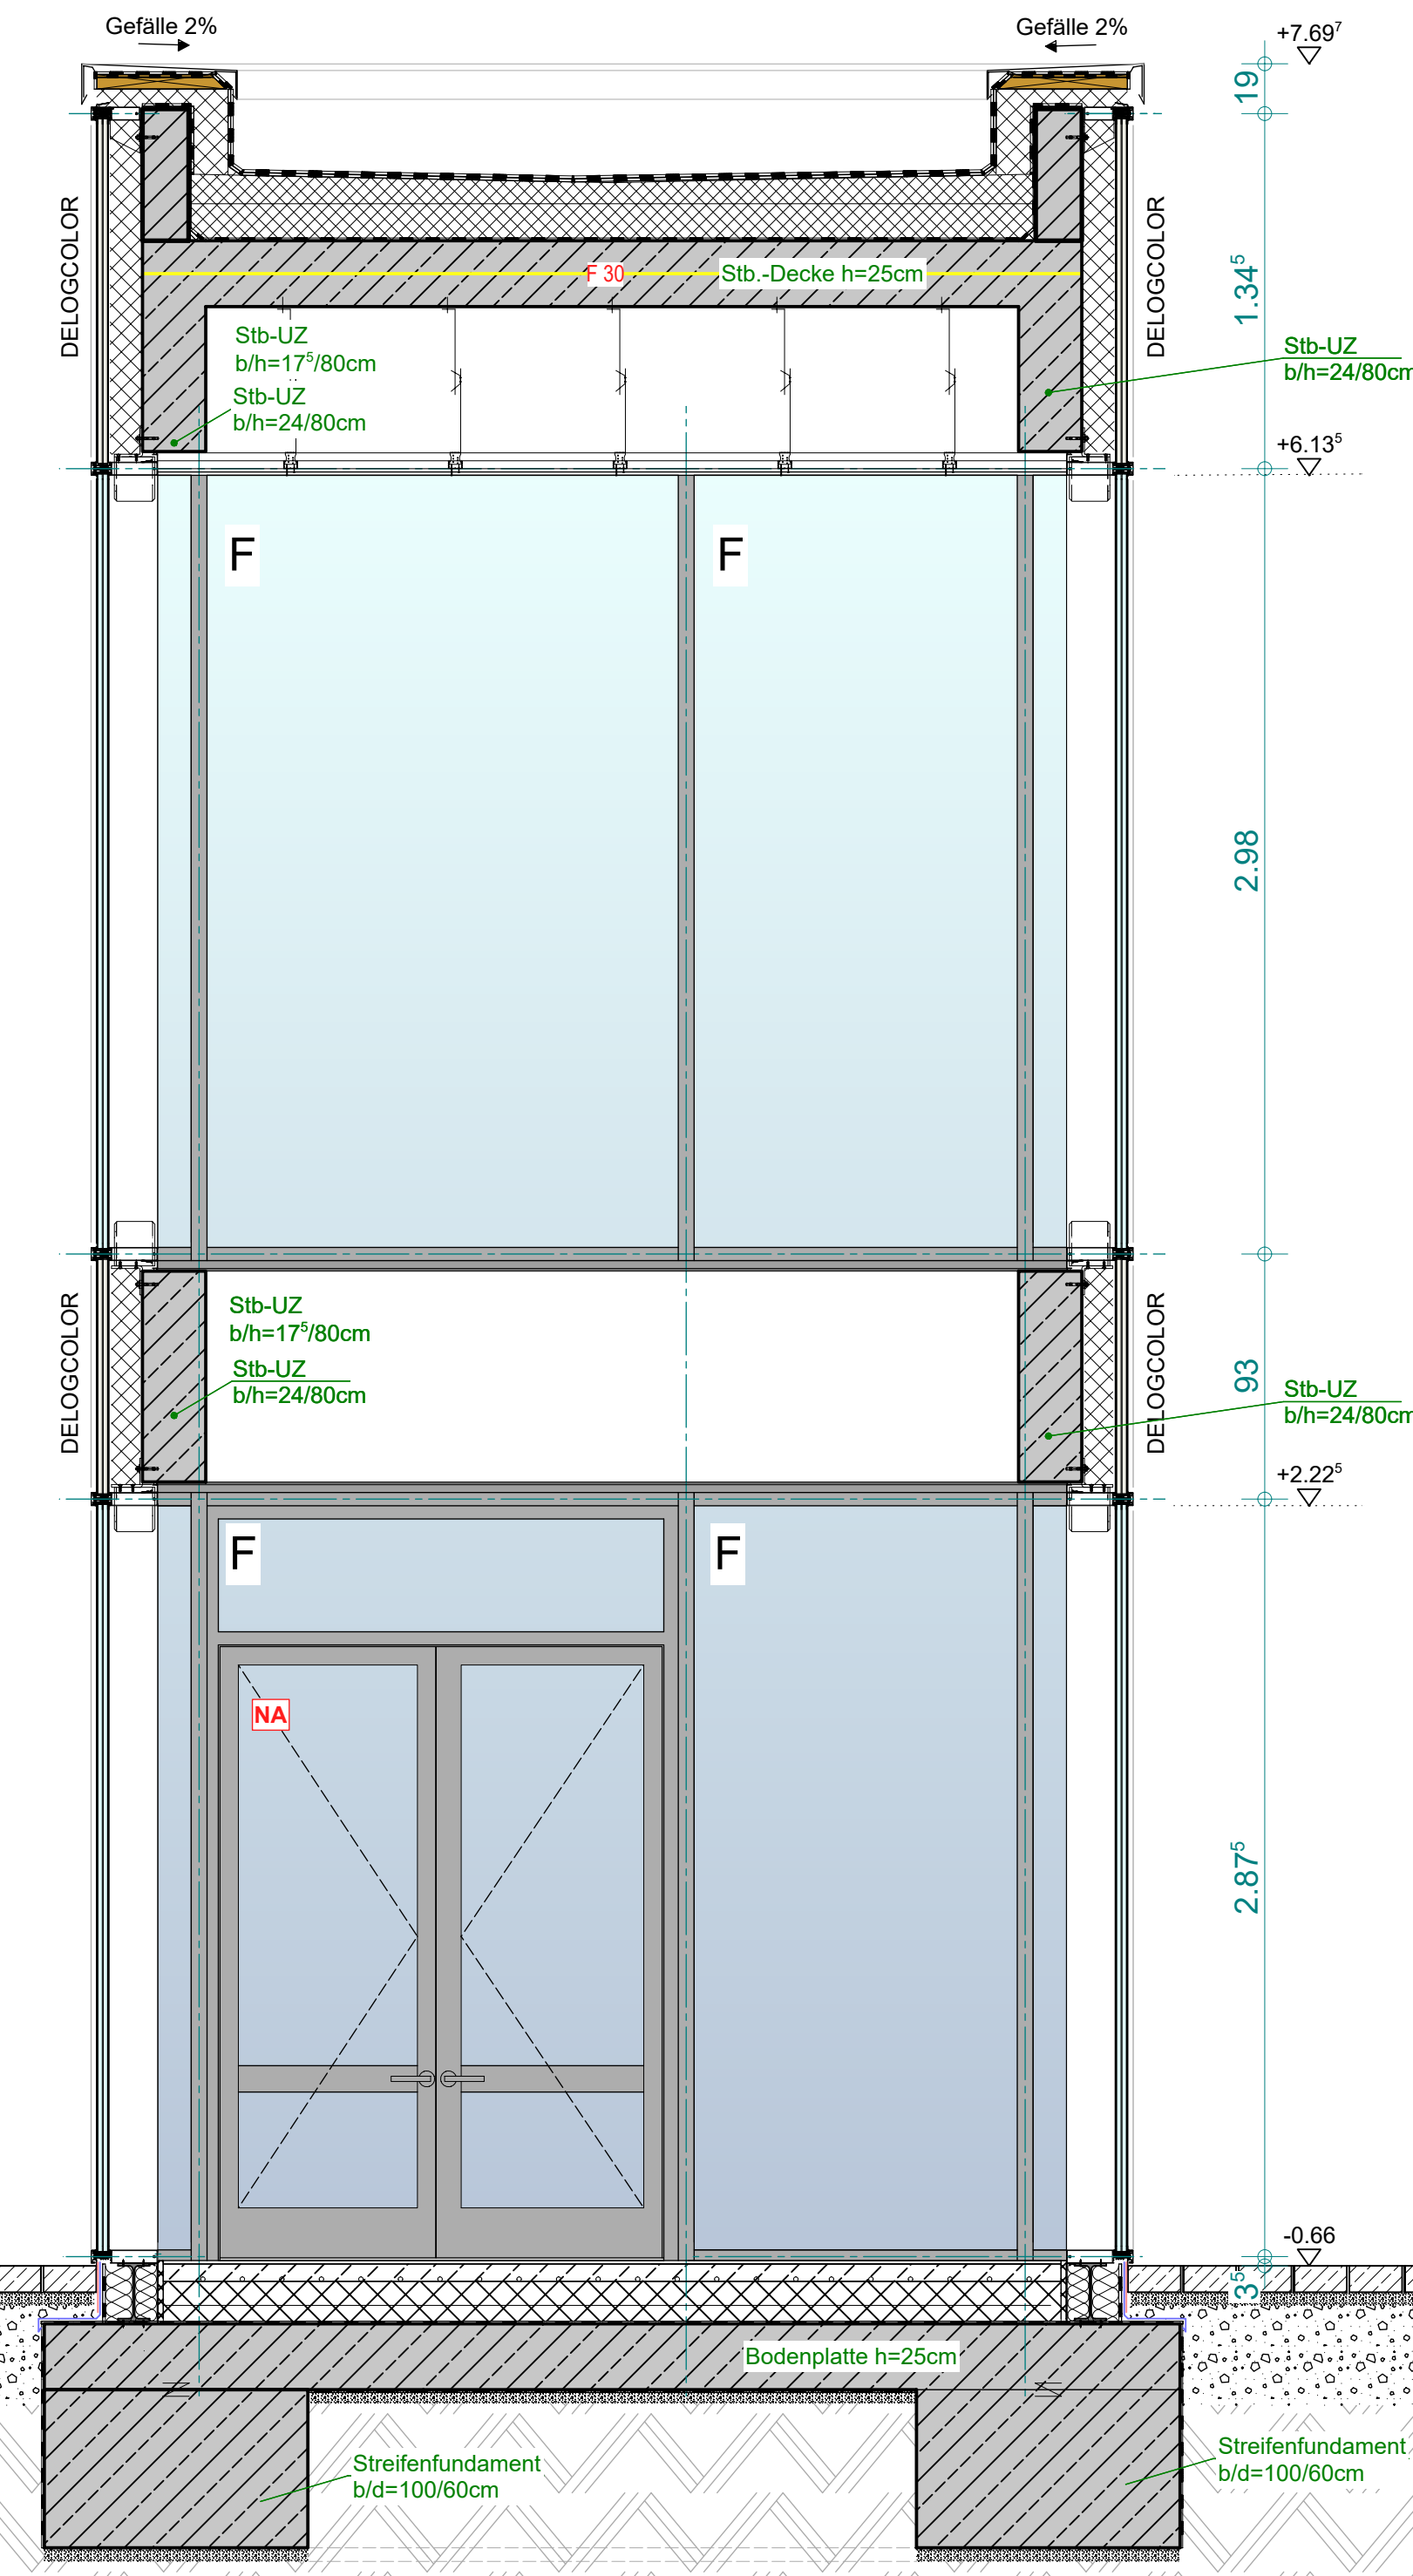 Gefälle 2%
Gefälle 2%
+7.69⁷
19
DELOGCOLOR
DELOGCOLOR
F 30
Stb.-Decke h=25cm
1.34⁵
Stb-UZ
b/h=17⁵/80cm
Stb-UZ
b/h=24/80cm
Stb-UZ
b/h=24/80cm
+6.13⁵
F
F
2.98
Stb-UZ
b/h=17⁵/80cm
Stb-UZ
b/h=24/80cm
DELOGCOLOR
DELOGCOLOR
93
Stb-UZ
b/h=24/80cm
+2.22⁵
F
F
NA
2.87⁵
-0.66
3⁵
Bodenplatte h=25cm
Streifenfundament
b/d=100/60cm
Streifenfundament
b/d=100/60cm